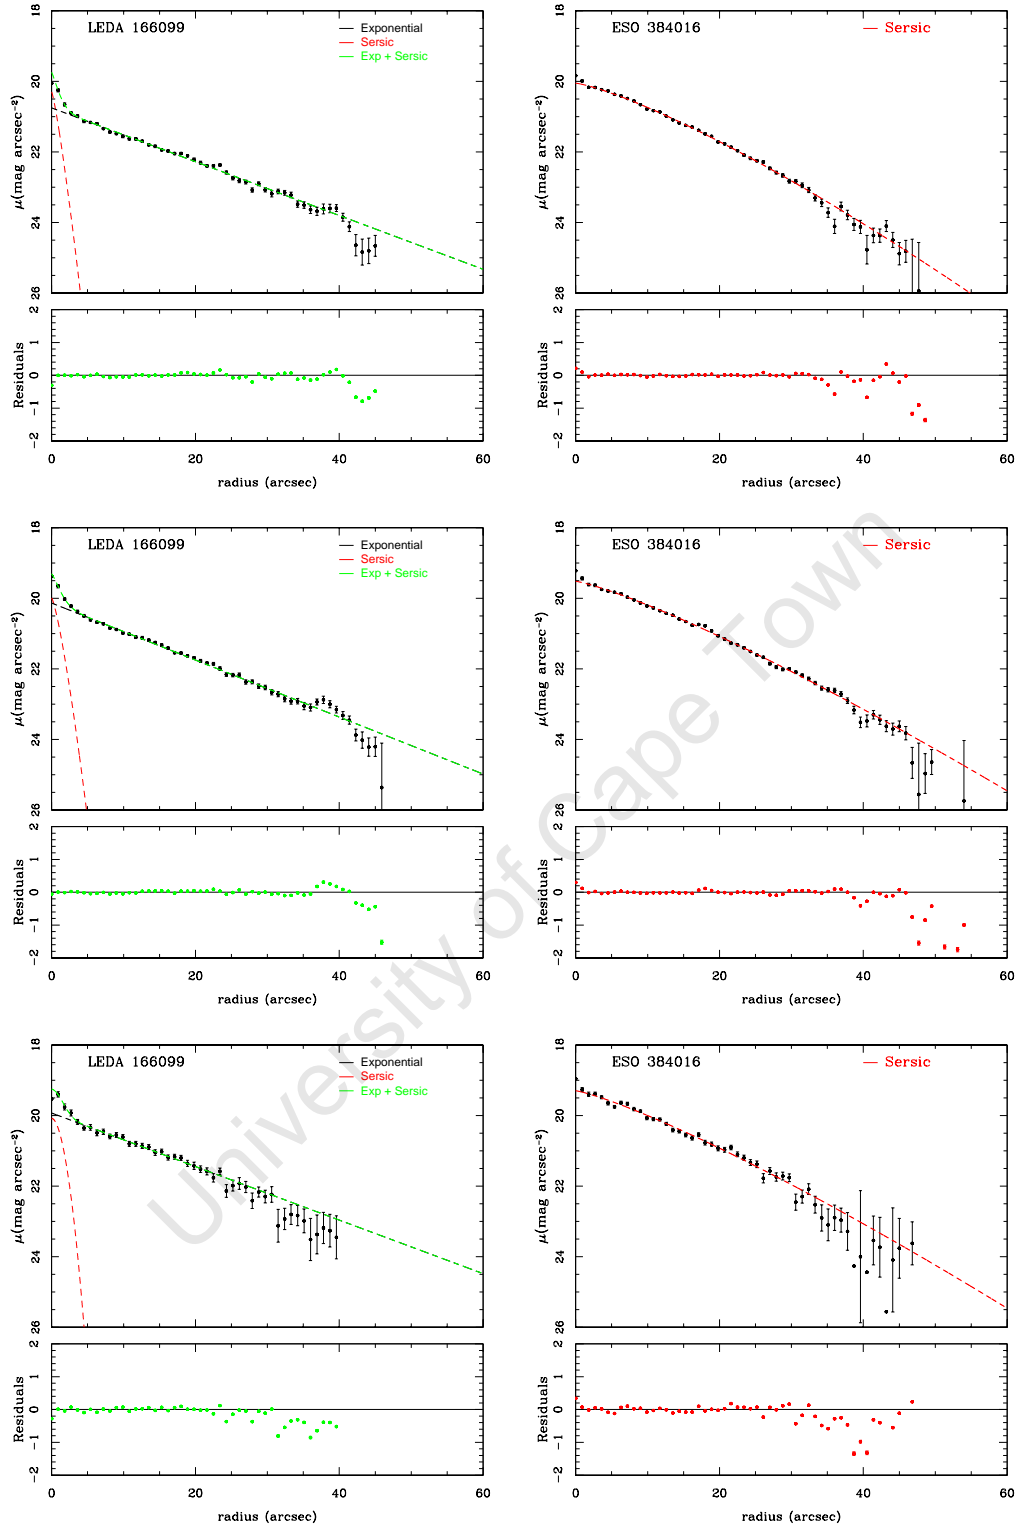 LEDA 166099
Exponential
Sersic
Exp + Sersic
μ(mag arcsec⁻²)
18
20
22
24
26
Residuals
2
1
0
−1
−2
0
20
40
60
radius (arcsec)
ESO 384016
Sersic
μ(mag arcsec⁻²)
18
20
22
24
26
Residuals
2
1
0
−1
−2
0
20
40
60
radius (arcsec)
LEDA 166099
Exponential
Sersic
Exp + Sersic
μ(mag arcsec⁻²)
18
20
22
24
26
Residuals
2
1
0
−1
−2
0
20
40
60
radius (arcsec)
ESO 384016
Sersic
μ(mag arcsec⁻²)
18
20
22
24
26
Residuals
2
1
0
−1
−2
0
20
40
60
radius (arcsec)
LEDA 166099
Exponential
Sersic
Exp + Sersic
μ(mag arcsec⁻²)
18
20
22
24
26
Residuals
2
1
0
−1
−2
0
20
40
60
radius (arcsec)
ESO 384016
Sersic
μ(mag arcsec⁻²)
18
20
22
24
26
Residuals
2
1
0
−1
−2
0
20
40
60
radius (arcsec)
University of Cape Town